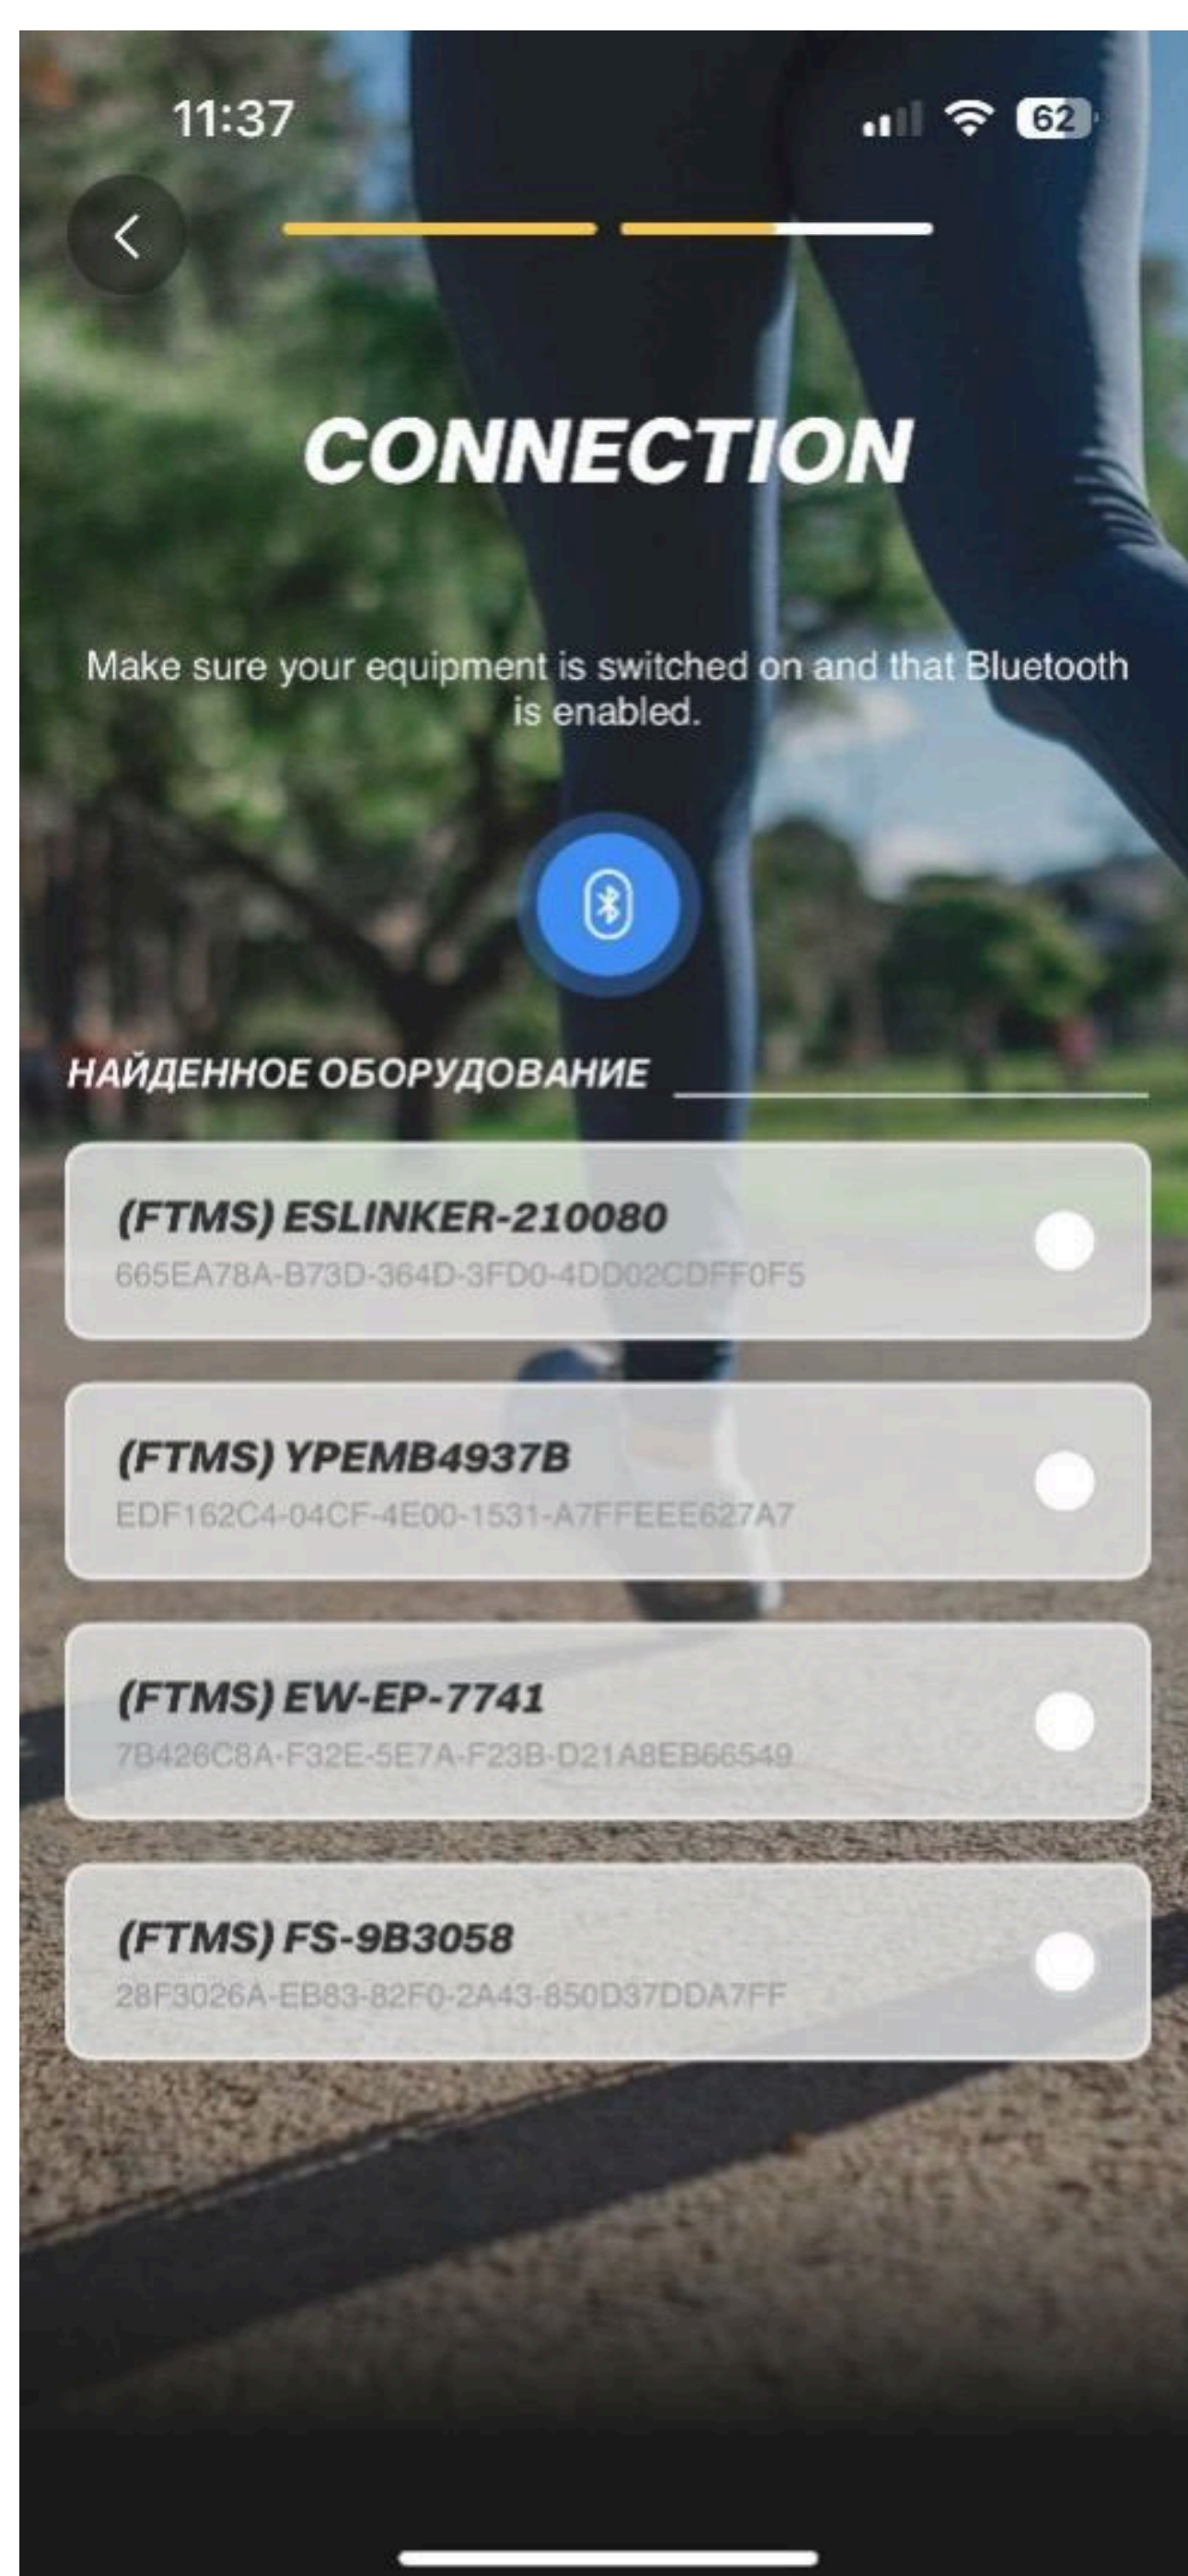 11:37
62
CONNECTION
Make sure your equipment is switched on and that Bluetooth
is enabled.
НАЙДЕННОЕ ОБОРУДОВАНИЕ
(FTMS) ESLINKER-210080
665EA78A-B73D-364D-3FD0-4DD02CDFF0F5
(FTMS) YPEMB4937B
EDF162C4-04CF-4E00-1531-A7FFEEE627A7
(FTMS) EW-EP-7741
7B426C8A-F32E-5E7A-F23B-D21A8EB66549
(FTMS) FS-9B3058
28F3026A-EB83-82F0-2A43-850D37DDA7FF